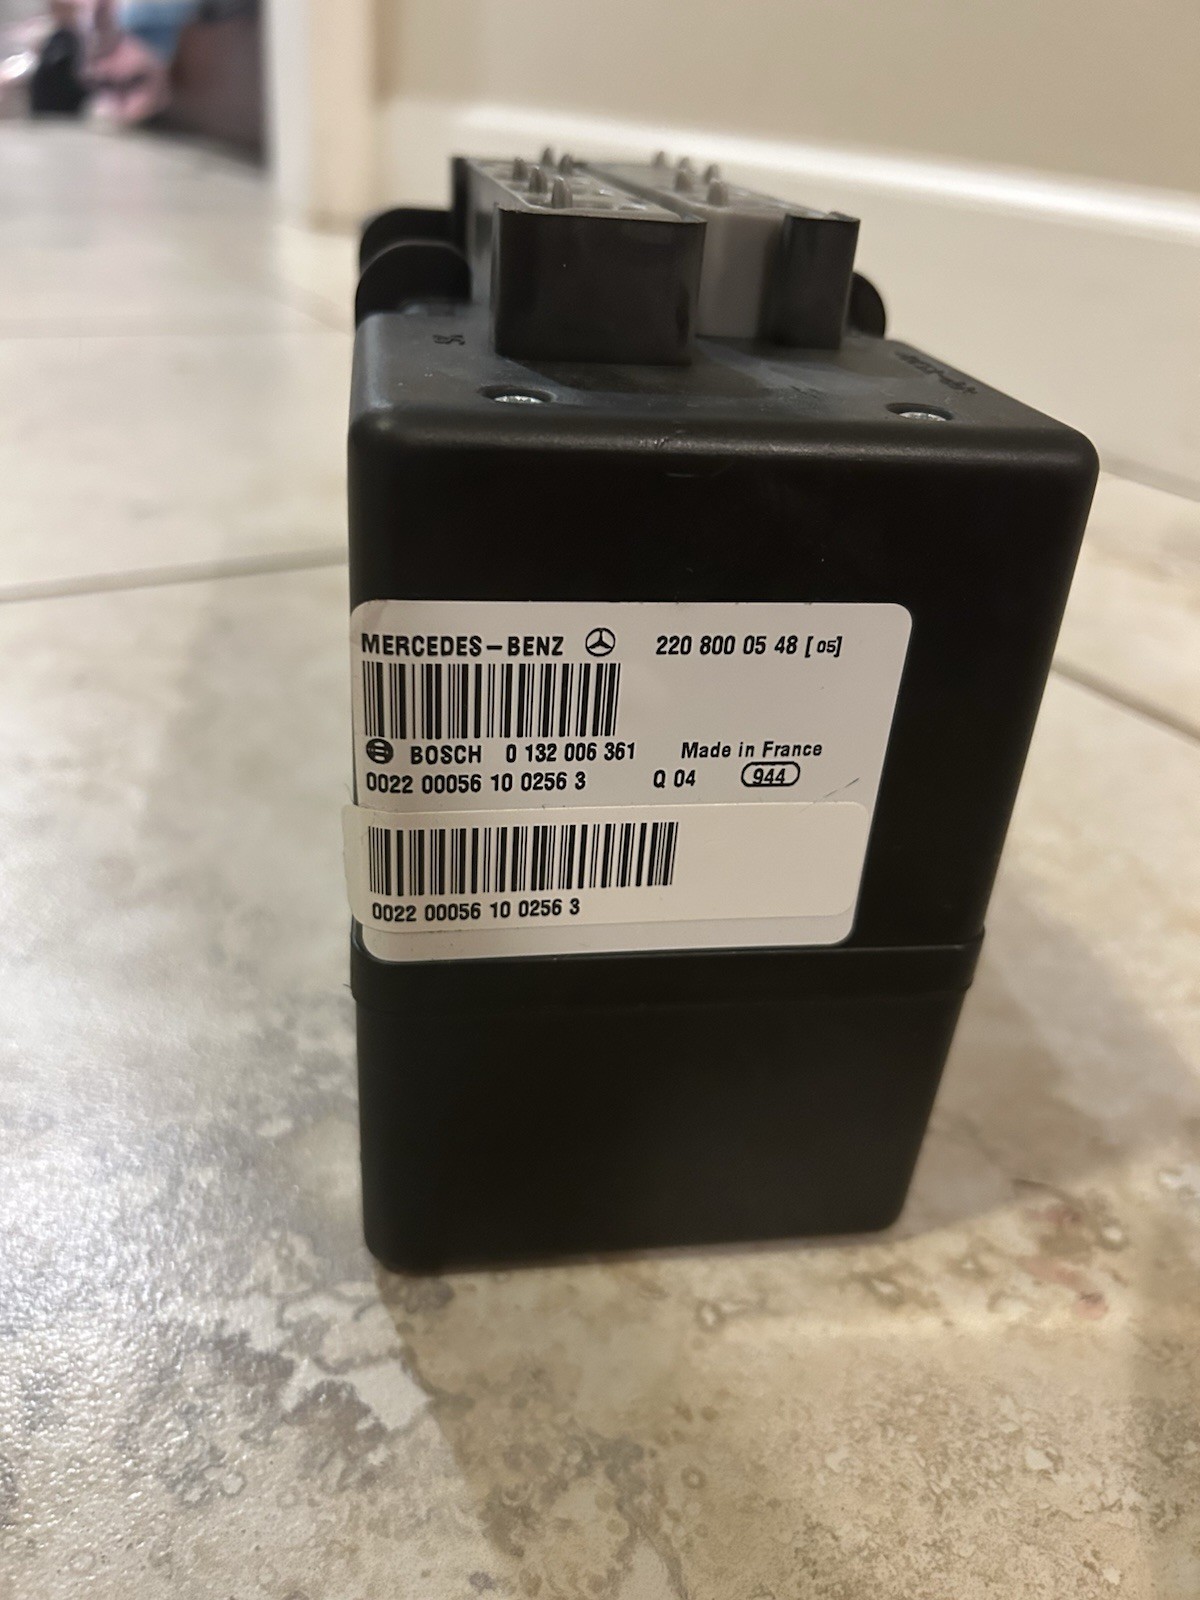 MERCEDES-BENZ 220 800 05 48 [05]
BOSCH 0 132 006 361 Made in France
0022 00056 10 0256 3 Q 04 944
0022 00056 10 0256 3